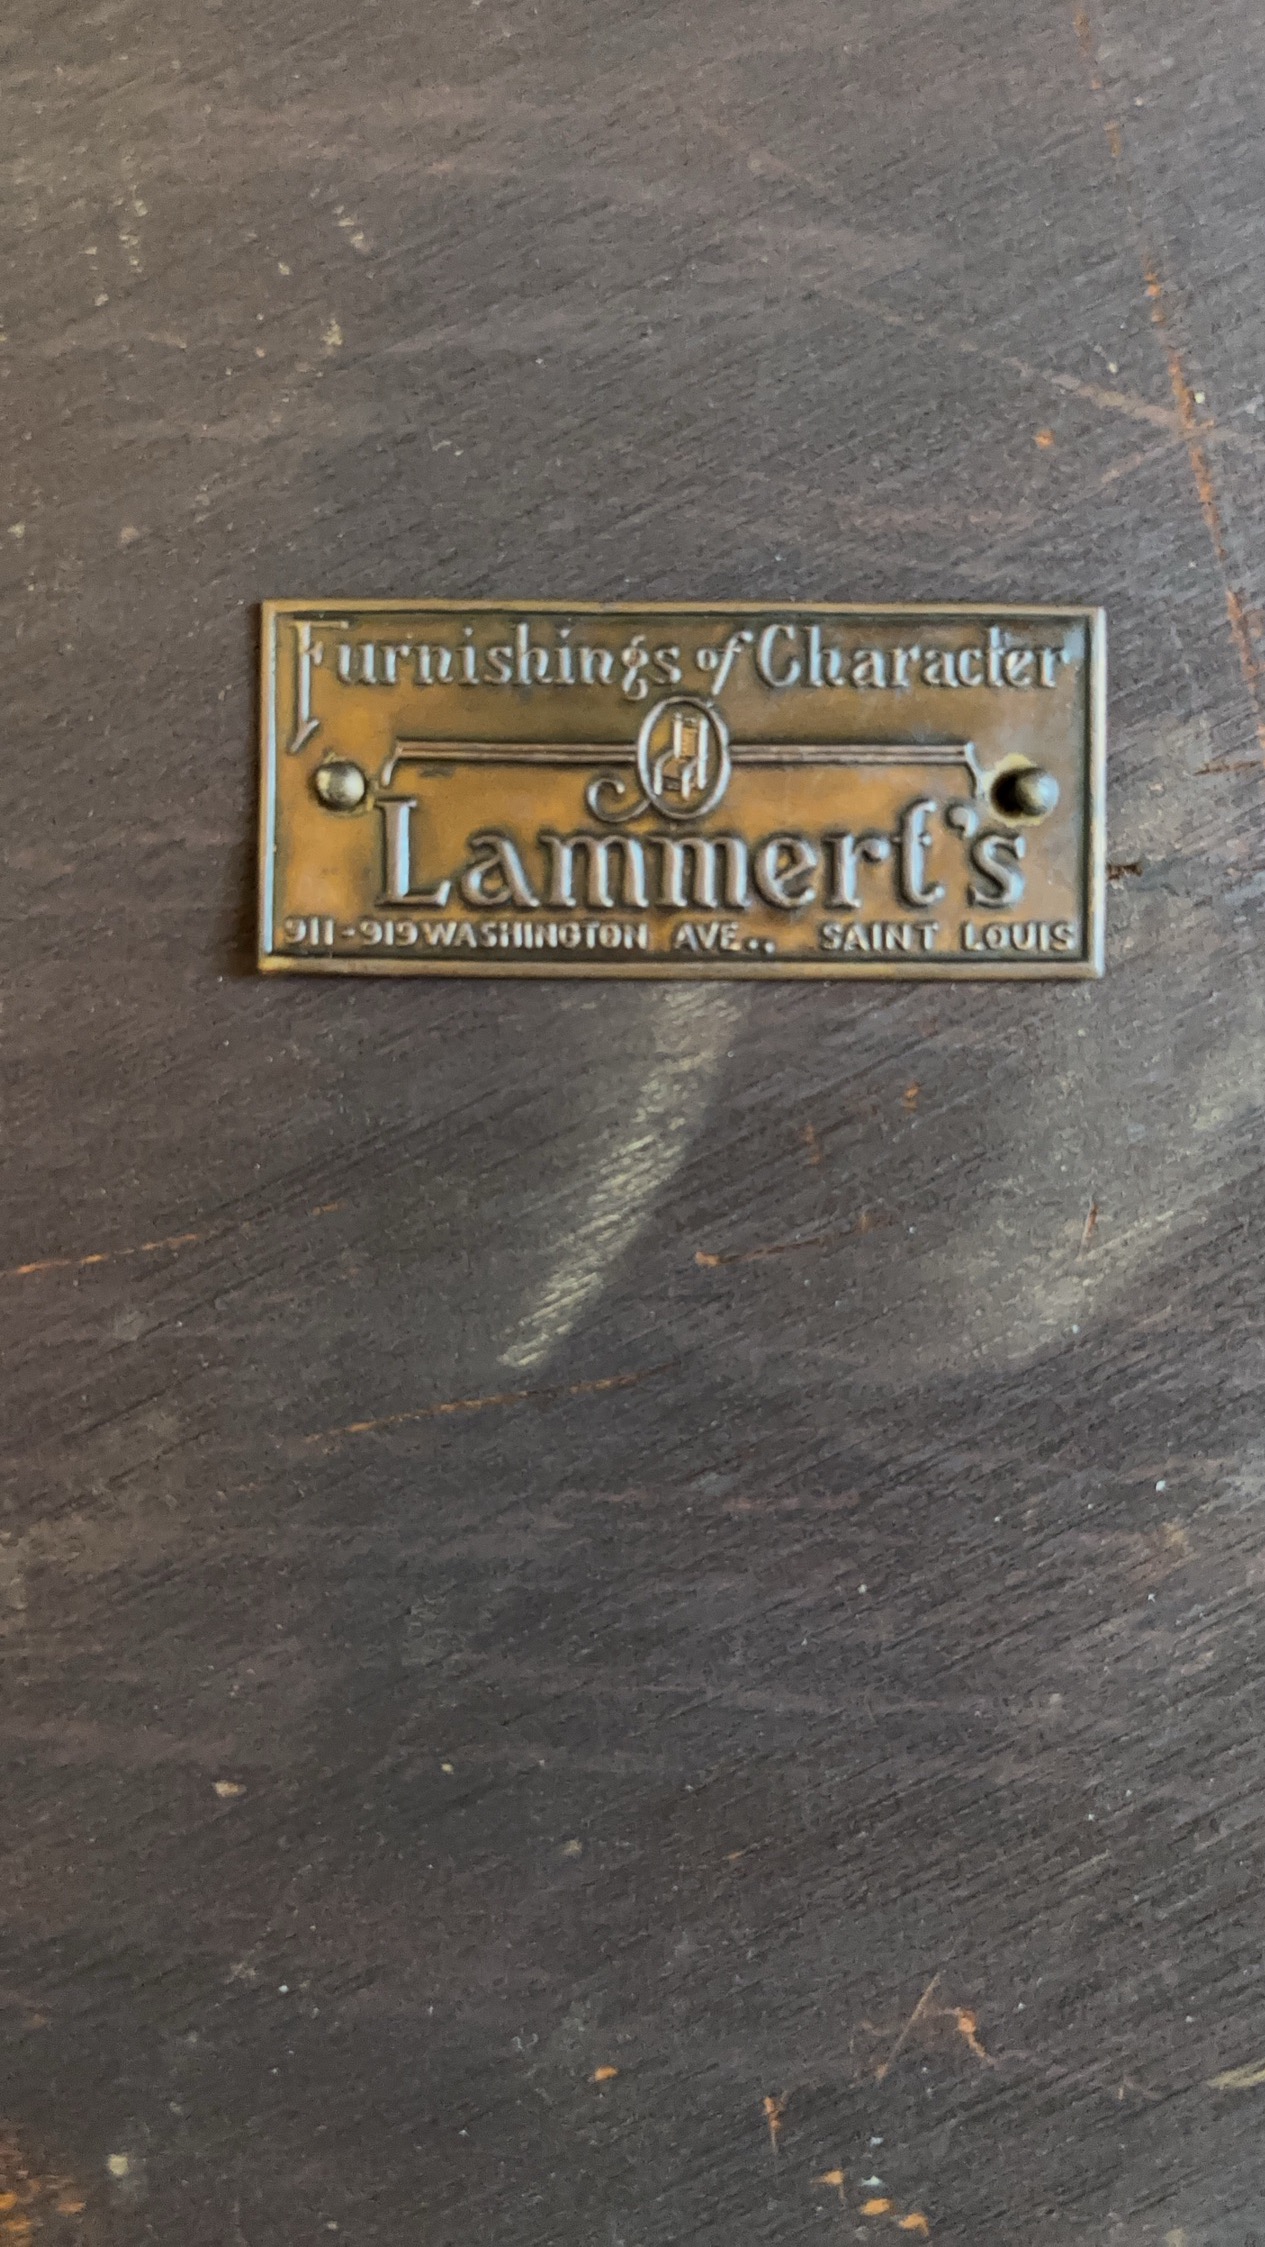 Furnishings of Character
Lammert's
911-919 WASHINGTON AVE., SAINT LOUIS